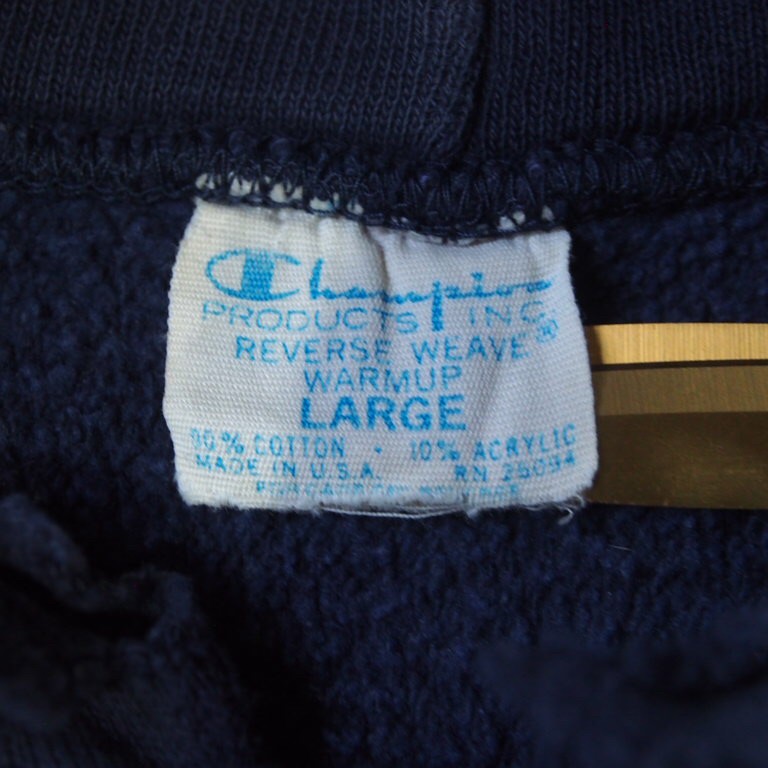 Champion
PRODUCTS INC.
REVERSE WEAVE®
WARMUP
LARGE
90% COTTON • 10% ACRYLIC
MADE IN U.S.A. RN 26094